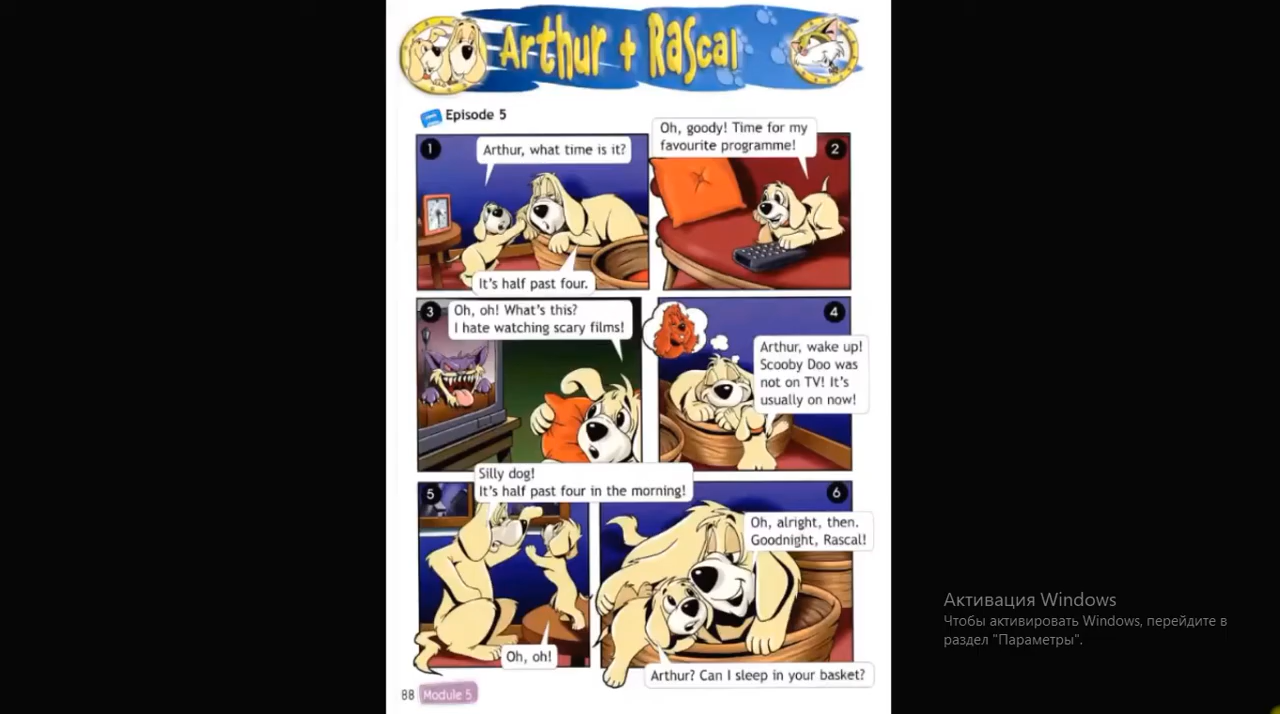 Arthur + Rascal
Episode 5
1
Arthur, what time is it?
It's half past four.
Oh, goody! Time for my
favourite programme!
2
3
Oh, oh! What's this?
I hate watching scary films!
4
Arthur, wake up!
Scooby Doo was
not on TV! It's
usually on now!
5
Silly dog!
It's half past four in the morning!
Oh, oh!
6
Arthur? Can I sleep in your basket?
Oh, alright, then.
Goodnight, Rascal!
88 Module 5
Активация Windows
Чтобы активировать Windows, перейдите в
раздел "Параметры".